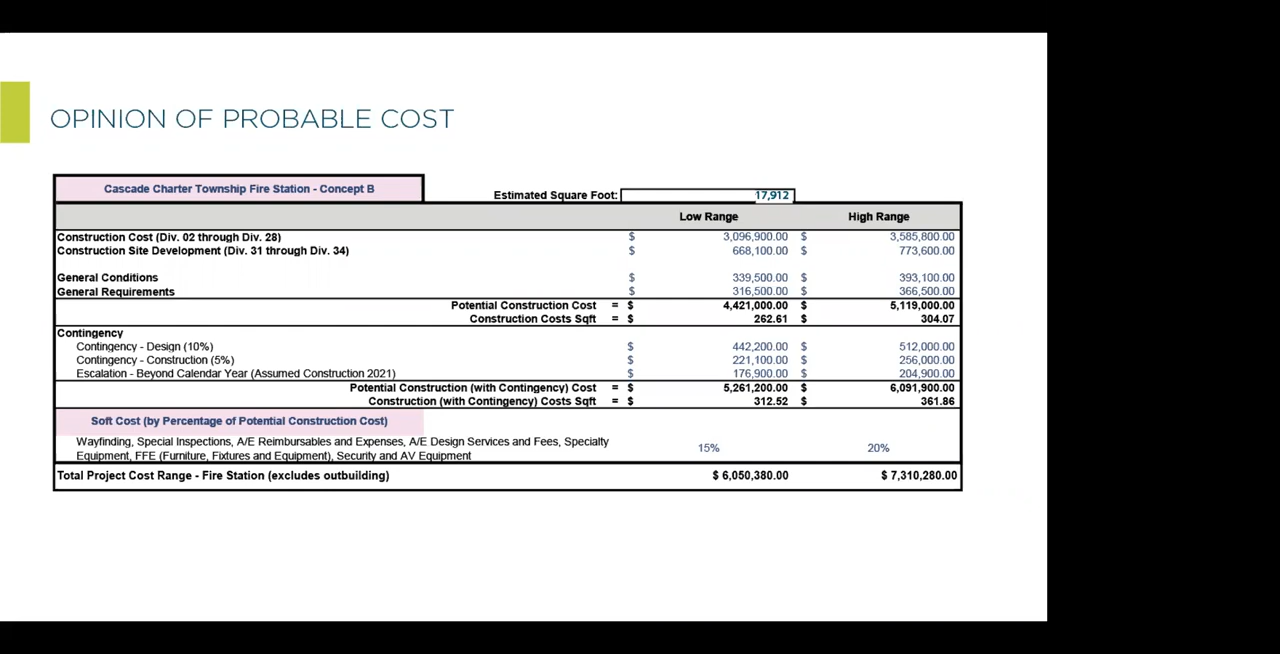 OPINION OF PROBABLE COST
Cascade Charter Township Fire Station - Concept B
Estimated Square Foot: 17,912
Low Range High Range
Construction Cost (Div. 02 through Div. 28) $ 3,096,900.00 $ 3,585,800.00
Construction Site Development (Div. 31 through Div. 34) $ 668,100.00 $ 773,600.00
General Conditions $ 339,500.00 $ 393,100.00
General Requirements $ 316,500.00 $ 366,500.00
Potential Construction Cost = $ 4,421,000.00 $ 5,119,000.00
Construction Costs Sqft = $ 262.61 $ 304.07
Contingency
Contingency - Design (10%) $ 442,200.00 $ 512,000.00
Contingency - Construction (5%) $ 221,100.00 $ 256,000.00
Escalation - Beyond Calendar Year (Assumed Construction 2021) $ 176,900.00 $ 204,900.00
Potential Construction (with Contingency) Cost = $ 5,261,200.00 $ 6,091,900.00
Construction (with Contingency) Costs Sqft = $ 312.52 $ 361.86
Soft Cost (by Percentage of Potential Construction Cost)
Wayfinding, Special Inspections, A/E Reimbursables and Expenses, A/E Design Services and Fees, Specialty
Equipment, FFE (Furniture, Fixtures and Equipment), Security and AV Equipment 15% 20%
Total Project Cost Range - Fire Station (excludes outbuilding) $ 6,050,380.00 $ 7,310,280.00